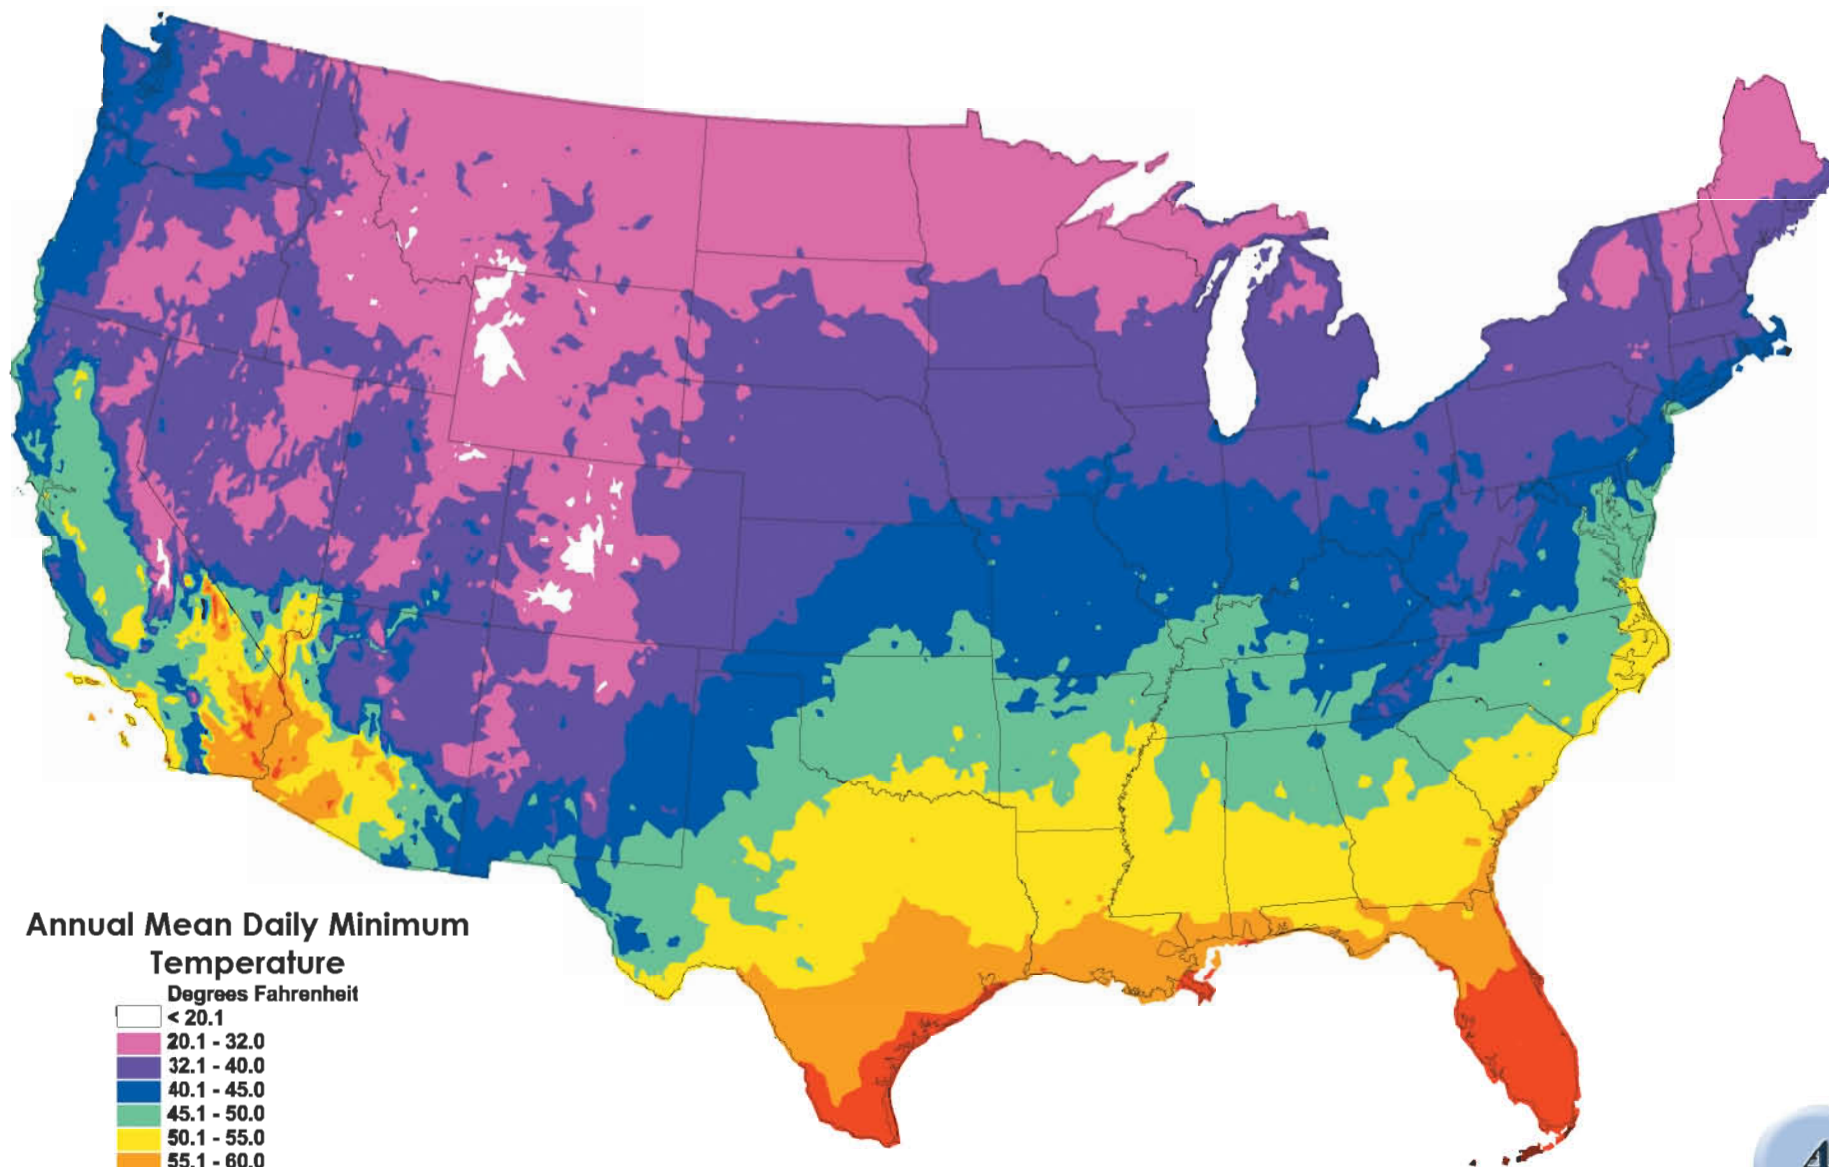 Annual Mean Daily Minimum
Temperature
Degrees Fahrenheit
< 20.1
20.1 - 32.0
32.1 - 40.0
40.1 - 45.0
45.1 - 50.0
50.1 - 55.0
55.1 - 60.0